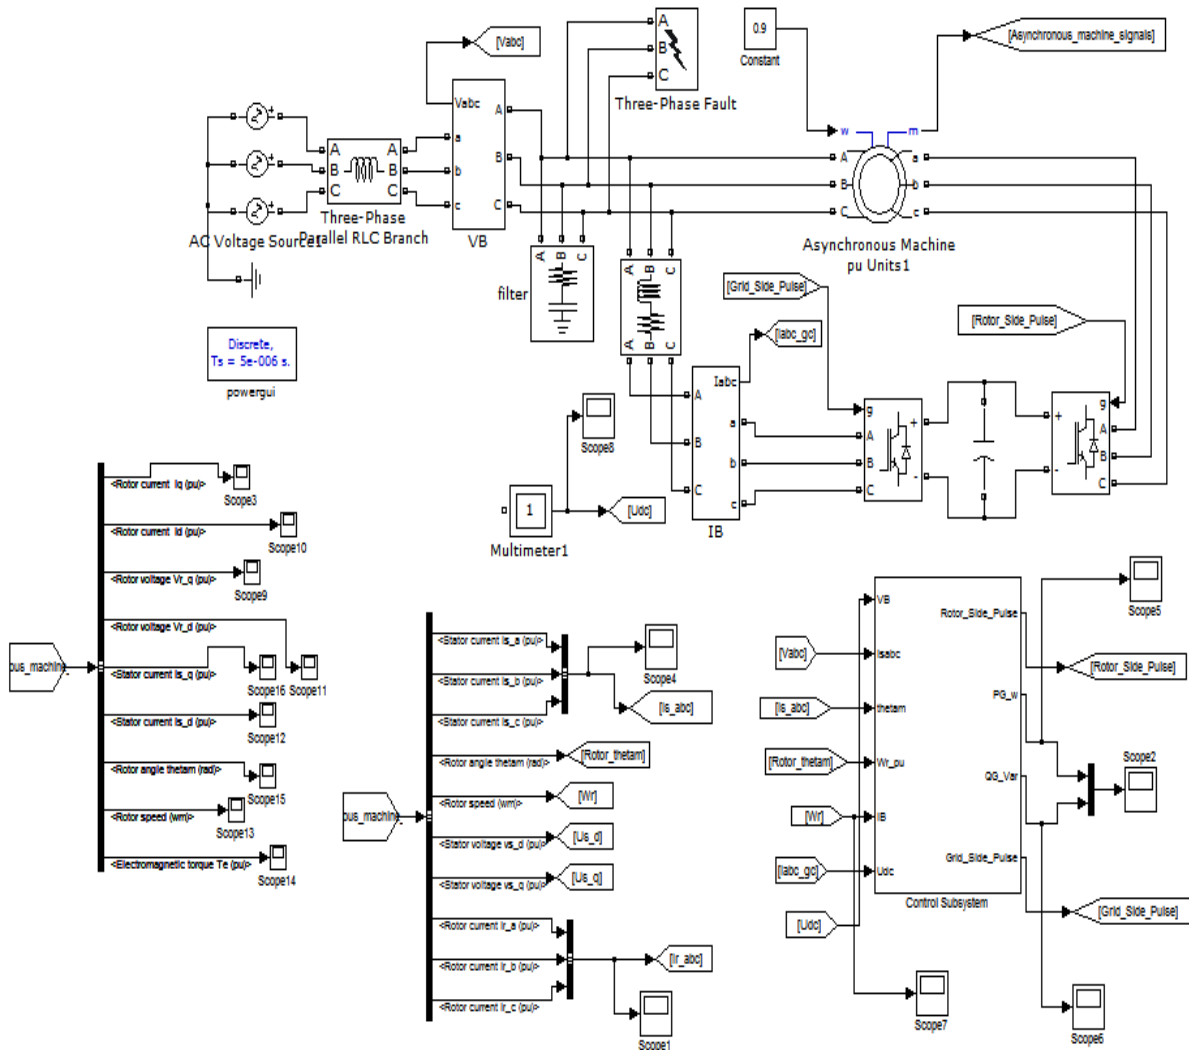 [Vabc]
A
B
C
Three-Phase Fault
0.9
Constant
[Asynchronous_machine_signals]
AC Voltage Source1
A
B
C
A
B
C
Three-Phase
Parallel RLC Branch
Vabc
a
b
c
A
B
C
VB
w
m
A
B
C
a
b
c
Asynchronous Machine
pu Units1
A
B
C
filter
A
B
C
A
B
C
[Grid_Side_Pulse]
[Iabc_gc]
[Rotor_Side_Pulse]
Discrete,
Ts = 5e-006 s.
powergui
Iabc
A
B
C
a
b
c
IB
g
A
B
C
+
-
+
-
g
A
B
C
Scope8
1
Multimeter1
[Udc]
<Rotor current Iq (pu)>
Scope3
<Rotor current Id (pu)>
Scope10
<Rotor voltage Vr_q (pu)>
Scope9
<Rotor voltage Vr_d (pu)>
Scope11
ous_machine_
<Stator current Is_q (pu)>
Scope16
<Stator current Is_d (pu)>
Scope12
<Rotor angle thetam (rad)>
Scope15
<Rotor speed (wm)>
Scope13
<Electromagnetic torque Te (pu)>
Scope14
ous_machine_
<Stator current Is_a (pu)>
<Stator current Is_b (pu)>
<Stator current Is_c (pu)>
Scope4
[Is_abc]
<Rotor angle thetam (rad)>
[Rotor_thetam]
<Rotor speed (wm)>
[Wr]
<Stator voltage vs_d (pu)>
[Us_d]
<Stator voltage vs_q (pu)>
[Us_q]
<Rotor current Ir_a (pu)>
<Rotor current Ir_b (pu)>
<Rotor current Ir_c (pu)>
[Ir_abc]
Scope1
[Vabc]
[Is_abc]
[Rotor_thetam]
[Wr]
[Iabc_gc]
[Udc]
VB
Isabc
thetam
Wr_pu
IB
Udc
Rotor_Side_Pulse
PG_w
QG_Var
Grid_Side_Pulse
Control Subsystem
Scope5
[Rotor_Side_Pulse]
Scope2
[Grid_Side_Pulse]
Scope7
Scope6